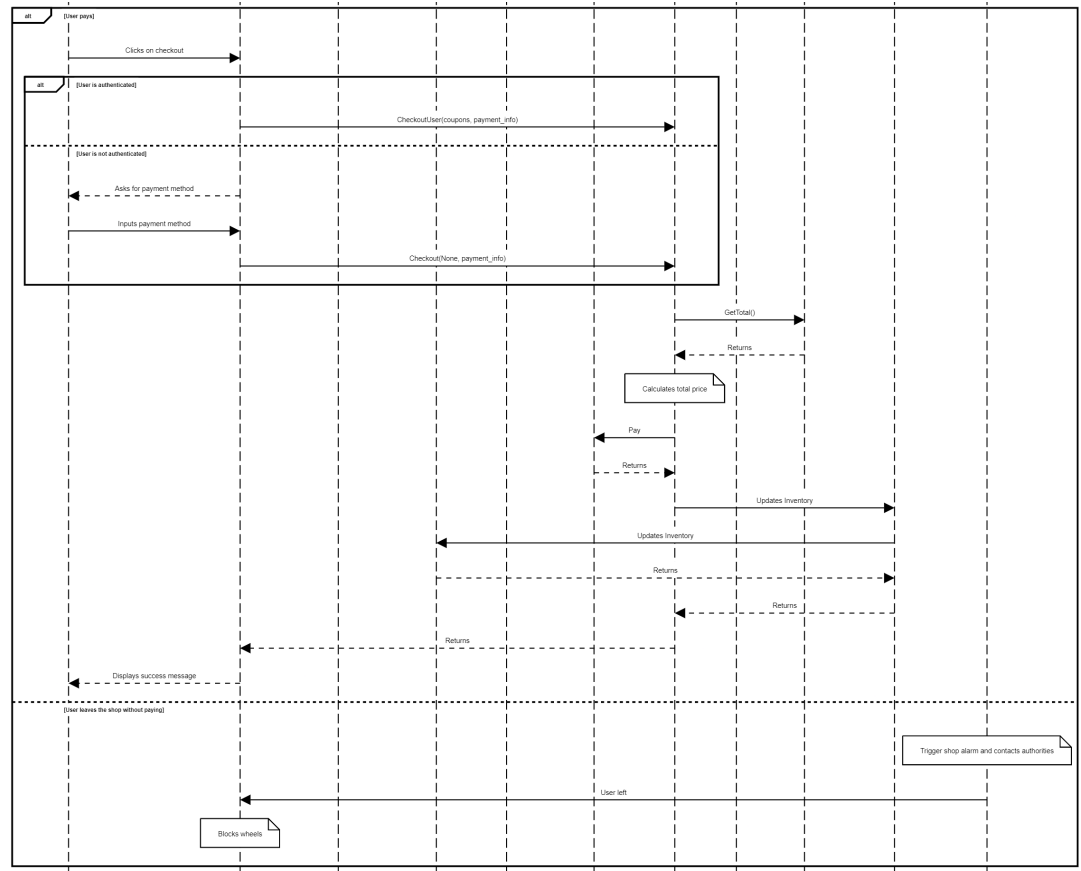 alt
[User pays]
Clicks on checkout
alt
[User is authenticated]
CheckoutUser(coupons, payment_info)
[User is not authenticated]
Asks for payment method
Inputs payment method
Checkout(None, payment_info)
GetTotal()
Returns
Calculates total price
Pay
Returns
Updates Inventory
Updates Inventory
Returns
Returns
Returns
Displays success message
[User leaves the shop without paying]
Trigger shop alarm and contacts authorities
User left
Blocks wheels